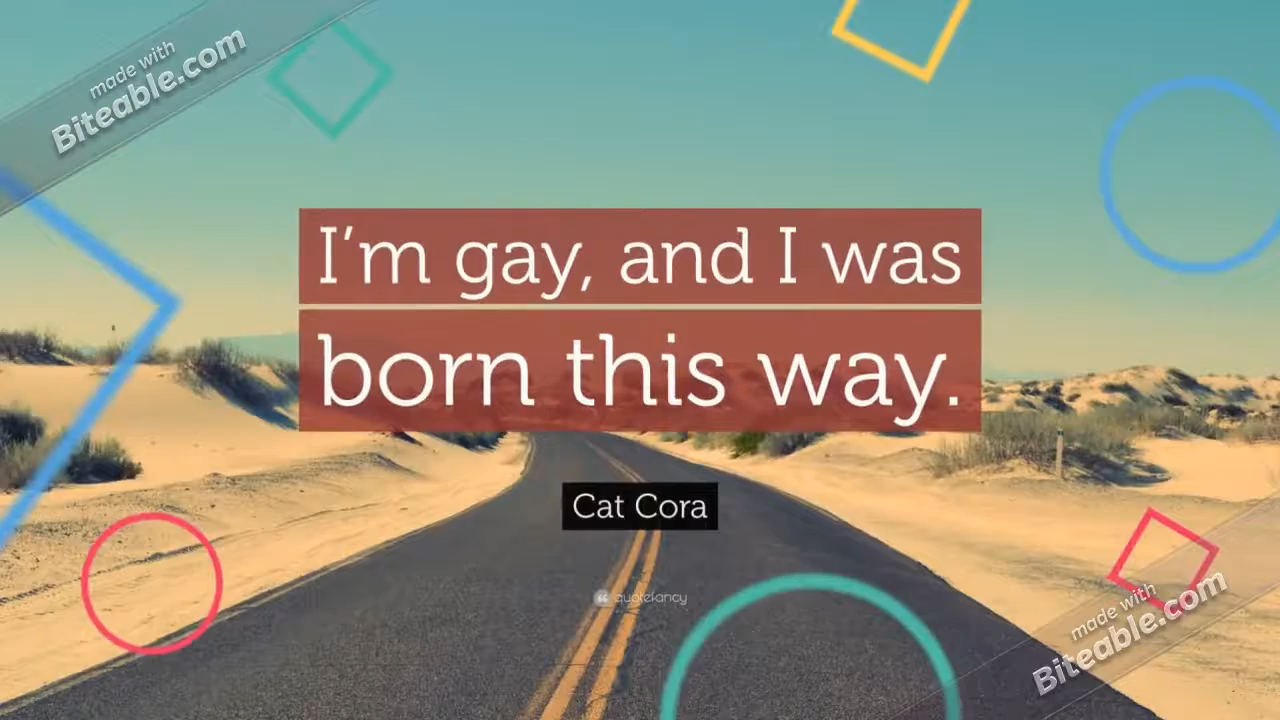 made with
Biteable.com
I'm gay, and I was
born this way.
Cat Cora
quotefancy
made with
Biteable.com